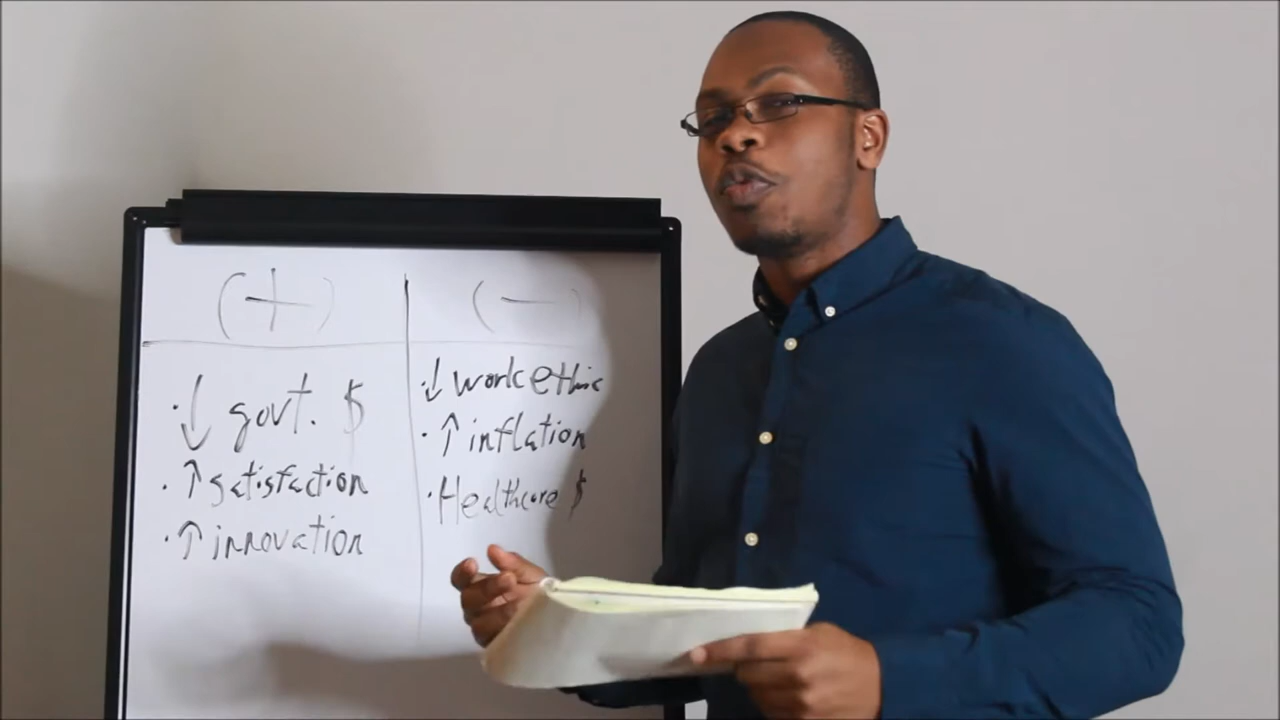 (+)
(−)
· ↓ govt. $
· ↑ satisfaction
· ↑ innovation
· ↓ work ethic
· ↑ inflation
· Healthcare $